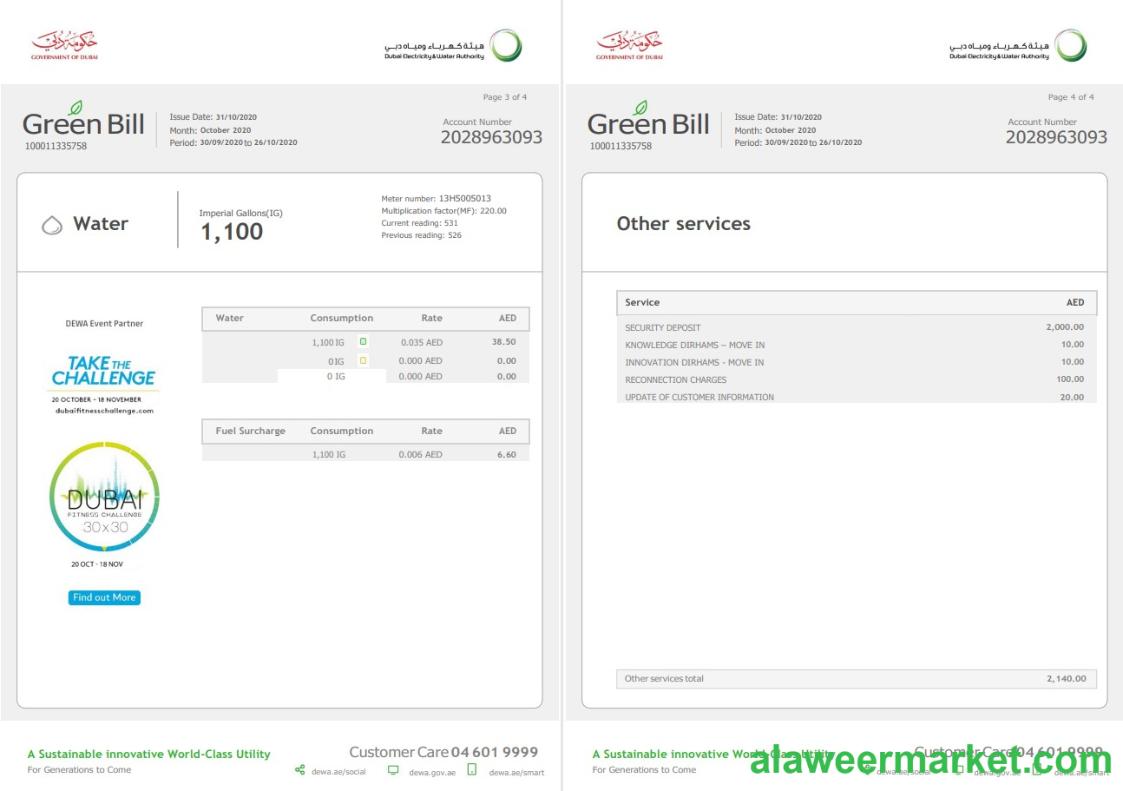 حكومة دبي
GOVERNMENT OF DUBAI
هيئة كهرباء ومياه دبي
Dubai Electricity&Water Authority
Page 3 of 4
Green Bill
100011335758
Issue Date: 31/10/2020
Month: October 2020
Period: 30/09/2020 to 26/10/2020
Account Number
2028963093
Water
Imperial Gallons(IG)
1,100
Meter number: 13HS005013
Multiplication factor(MF): 220.00
Current reading: 531
Previous reading: 526
DEWA Event Partner
TAKE THE
CHALLENGE
20 OCTOBER - 18 NOVEMBER
dubaifitnesschallenge.com
DUBAI
FITNESS CHALLENGE
30x30
20 OCT - 18 NOV
Find out More
Water Consumption Rate AED
1,100 IG 0.035 AED 38.50
0 IG 0.000 AED 0.00
0 IG 0.000 AED 0.00
Fuel Surcharge Consumption Rate AED
1,100 IG 0.006 AED 6.60
A Sustainable innovative World-Class Utility
For Generations to Come
Customer Care 04 601 9999
dewa.ae/social dewa.gov.ae dewa.ae/smart
حكومة دبي
GOVERNMENT OF DUBAI
هيئة كهرباء ومياه دبي
Dubai Electricity&Water Authority
Page 4 of 4
Green Bill
100011335758
Issue Date: 31/10/2020
Month: October 2020
Period: 30/09/2020 to 26/10/2020
Account Number
2028963093
Other services
Service AED
SECURITY DEPOSIT 2,000.00
KNOWLEDGE DIRHAMS – MOVE IN 10.00
INNOVATION DIRHAMS - MOVE IN 10.00
RECONNECTION CHARGES 100.00
UPDATE OF CUSTOMER INFORMATION 20.00
Other services total 2,140.00
A Sustainable innovative World-Class Utility
For Generations to Come
Customer Care 04 601 9999
dewa.ae/social dewa.gov.ae dewa.ae/smart
alaweermarket.com